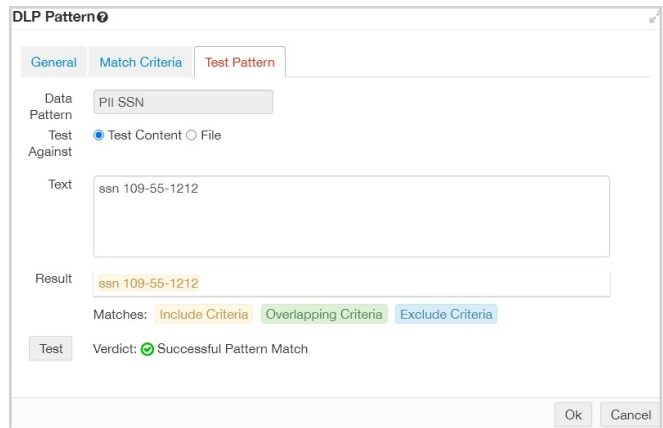 DLP Pattern
General Match Criteria Test Pattern
Data Pattern PII SSN
Test Against Test Content File
Text ssn 109-55-1212
Result ssn 109-55-1212
Matches: Include Criteria Overlapping Criteria Exclude Criteria
Test Verdict: Successful Pattern Match
Ok Cancel